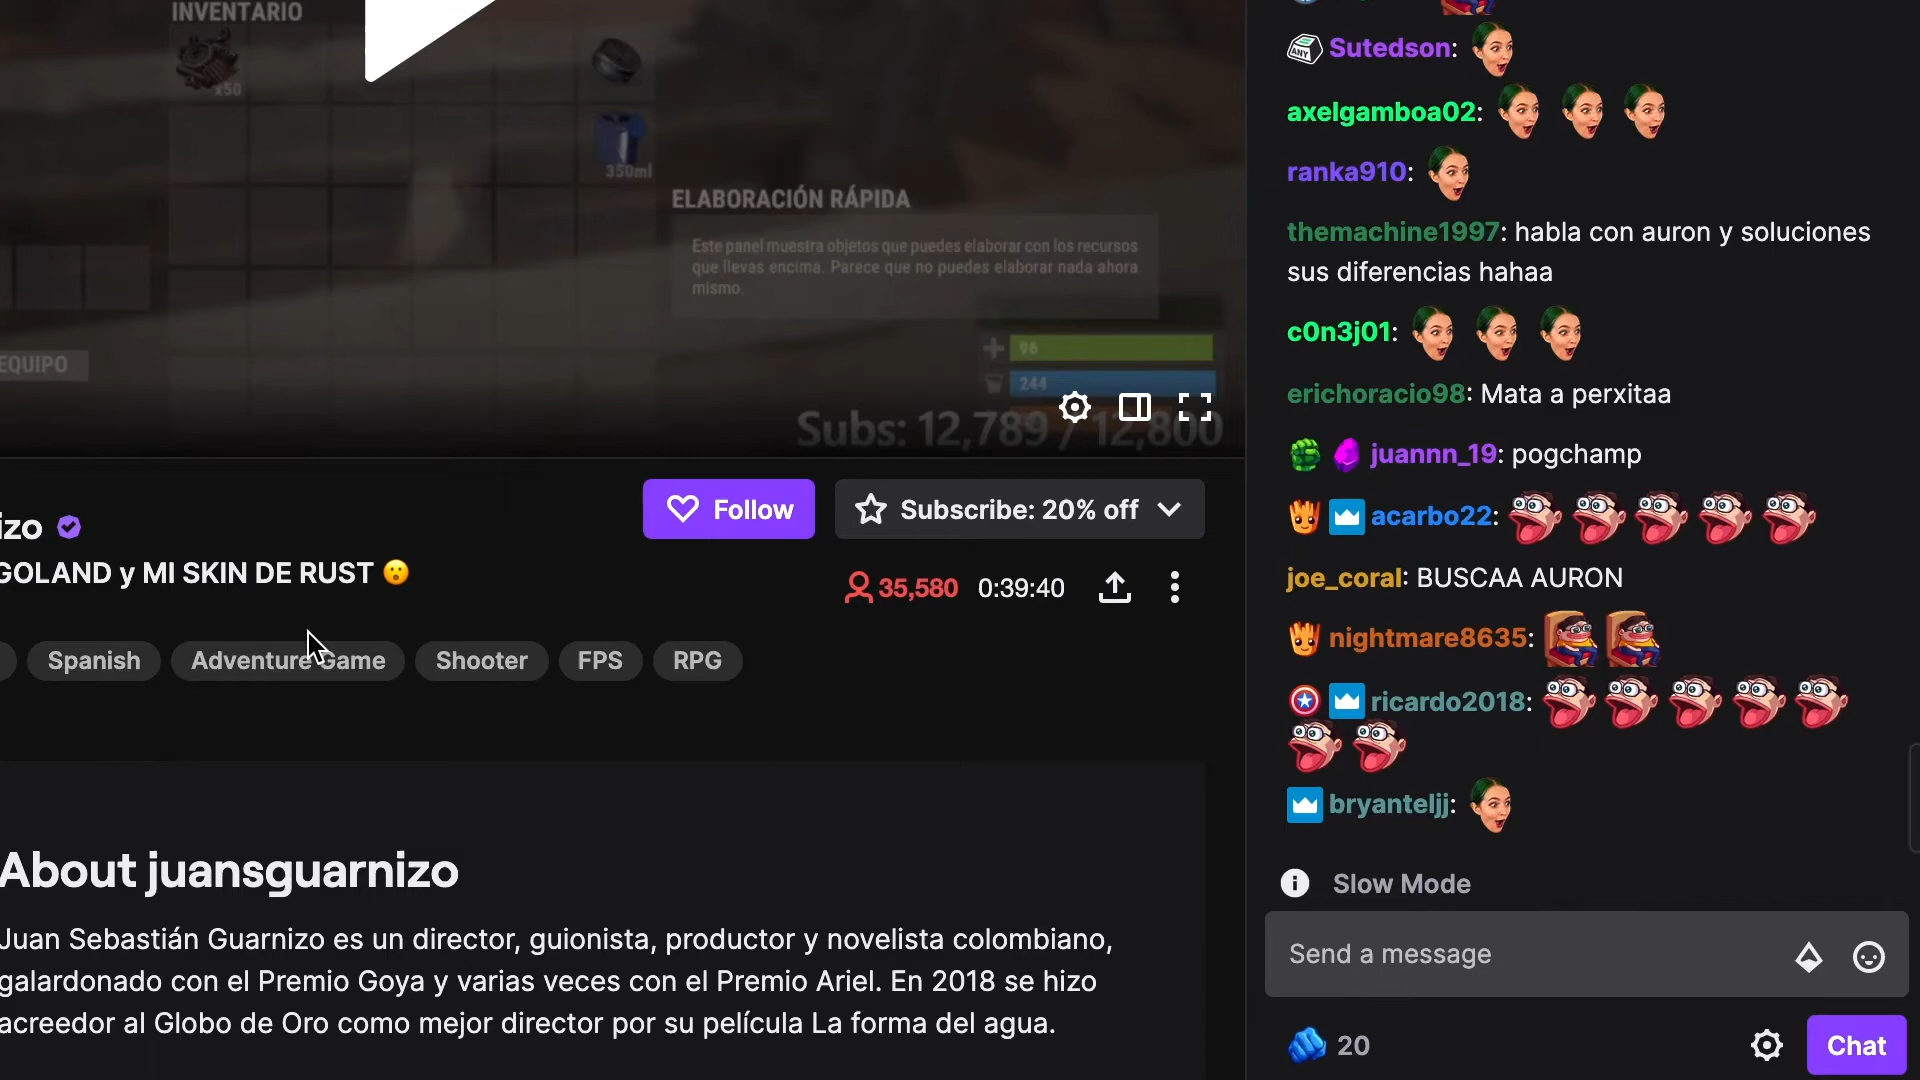 INVENTARIO
x50
350ml
ELABORACIÓN RÁPIDA
Este panel muestra objetos que puedes elaborar con los recursos
que llevas encima. Parece que no puedes elaborar nada ahora
mismo.
EQUIPO
96
244
Subs: 12,789 / 12,800
izo
Follow
Subscribe: 20% off
GOLAND y MI SKIN DE RUST 😮
35,580
0:39:40
Spanish
Adventure Game
Shooter
FPS
RPG
About juansguarnizo
Juan Sebastián Guarnizo es un director, guionista, productor y novelista colombiano,
galardonado con el Premio Goya y varias veces con el Premio Ariel. En 2018 se hizo
acreedor al Globo de Oro como mejor director por su película La forma del agua.
ANY Sutedson:
axelgamboa02:
ranka910:
themachine1997: habla con auron y soluciones
sus diferencias hahaa
c0n3j01:
erichoracio98: Mata a perxitaa
juannn_19: pogchamp
acarbo22:
joe_coral: BUSCAA AURON
nightmare8635:
ricardo2018:
bryanteljj:
Slow Mode
Send a message
20
Chat